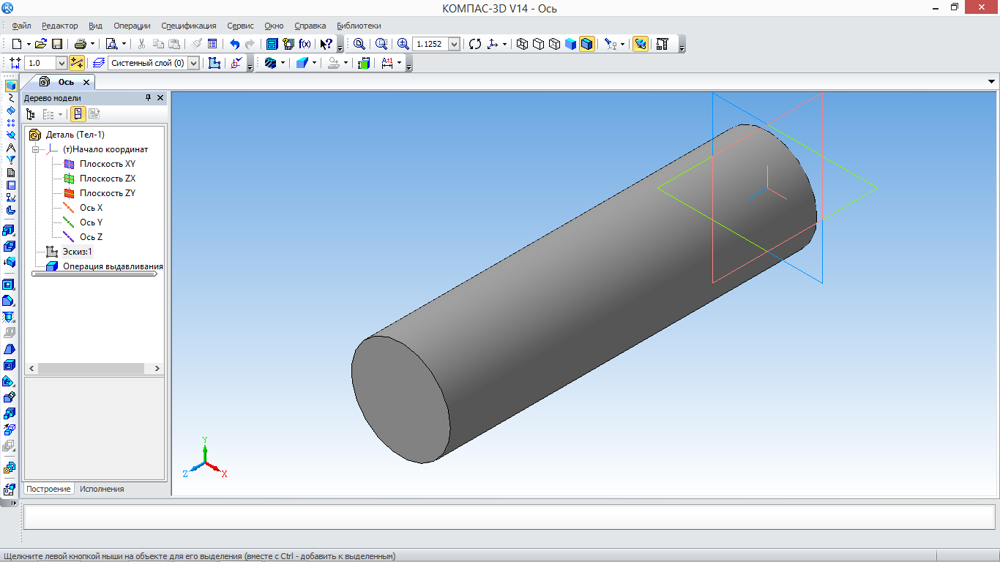 КОМПАС-3D V14 - Ось
Файл Редактор Вид Операции Спецификация Сервис Окно Справка Библиотеки
f(x) 1.1252
1.0 Системный слой (0)
Ось
Дерево модели
Деталь (Тел-1)
(т)Начало координат
Плоскость XY
Плоскость ZX
Плоскость ZY
Ось X
Ось Y
Ось Z
Эскиз:1
Операция выдавливания
Y
Z X
Построение Исполнения
Щелкните левой кнопкой мыши на объекте для его выделения (вместе с Ctrl - добавить к выделенным)